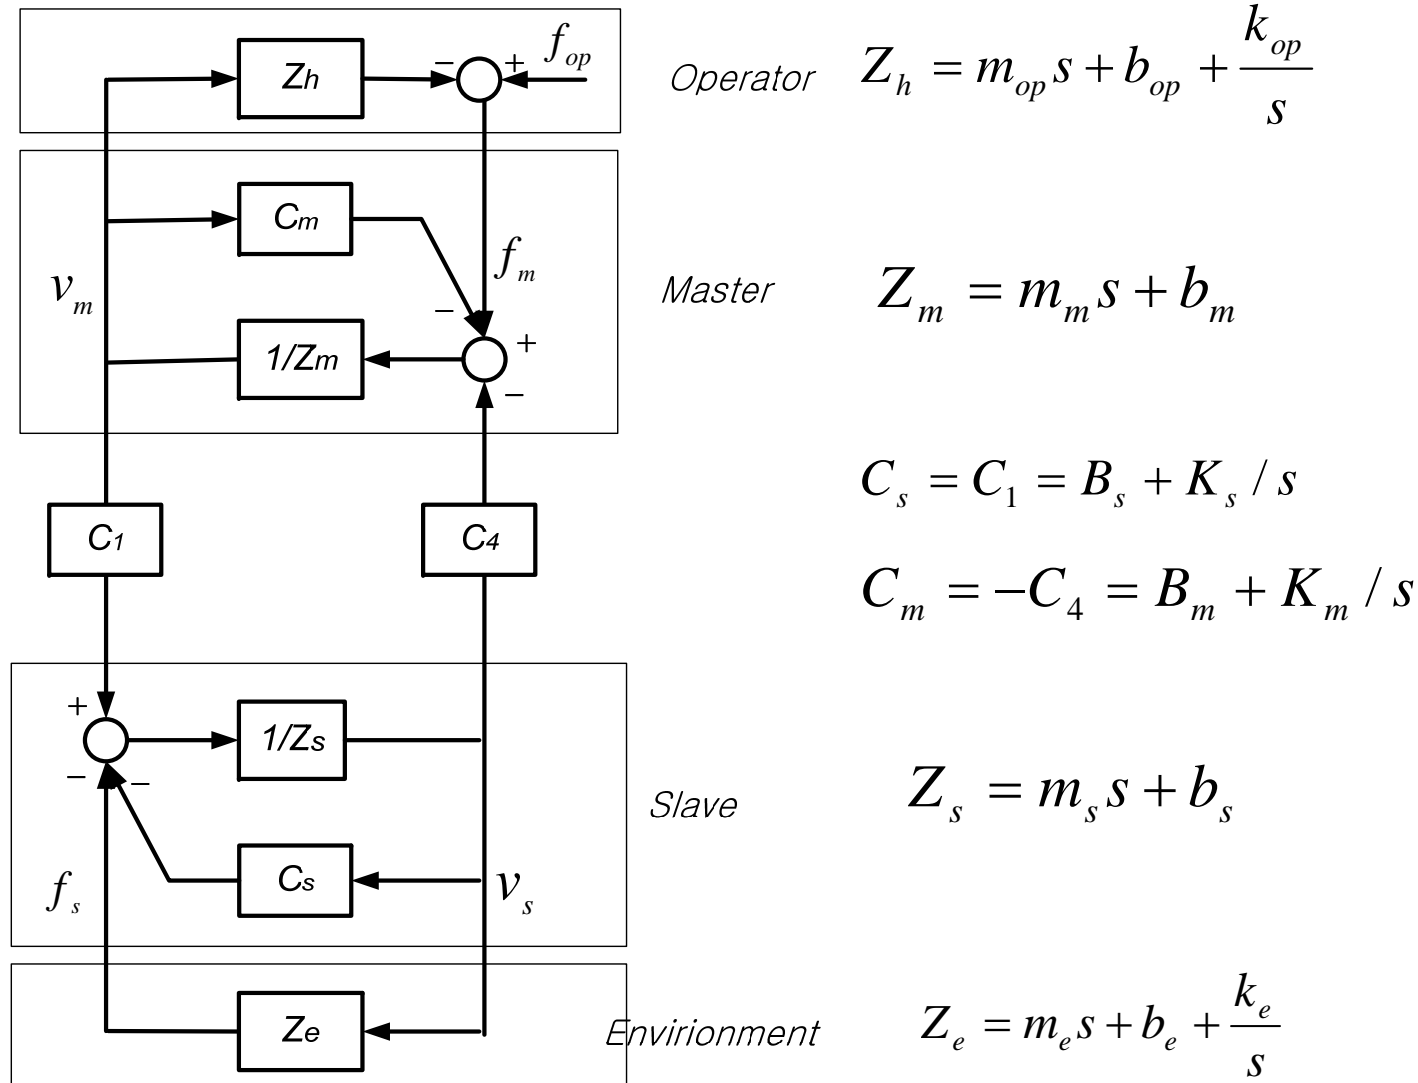 Zh
− + f_op
Operator
Z_h = m_op s + b_op + k_op / s
Cm
v_m
f_m
−
1/Zm
+
−
Master
Z_m = m_m s + b_m
C1
C4
C_s = C_1 = B_s + K_s / s
C_m = −C_4 = B_m + K_m / s
+
−
−
1/Zs
Cs
f_s
v_s
Slave
Z_s = m_s s + b_s
Ze
Envirionment
Z_e = m_e s + b_e + k_e / s